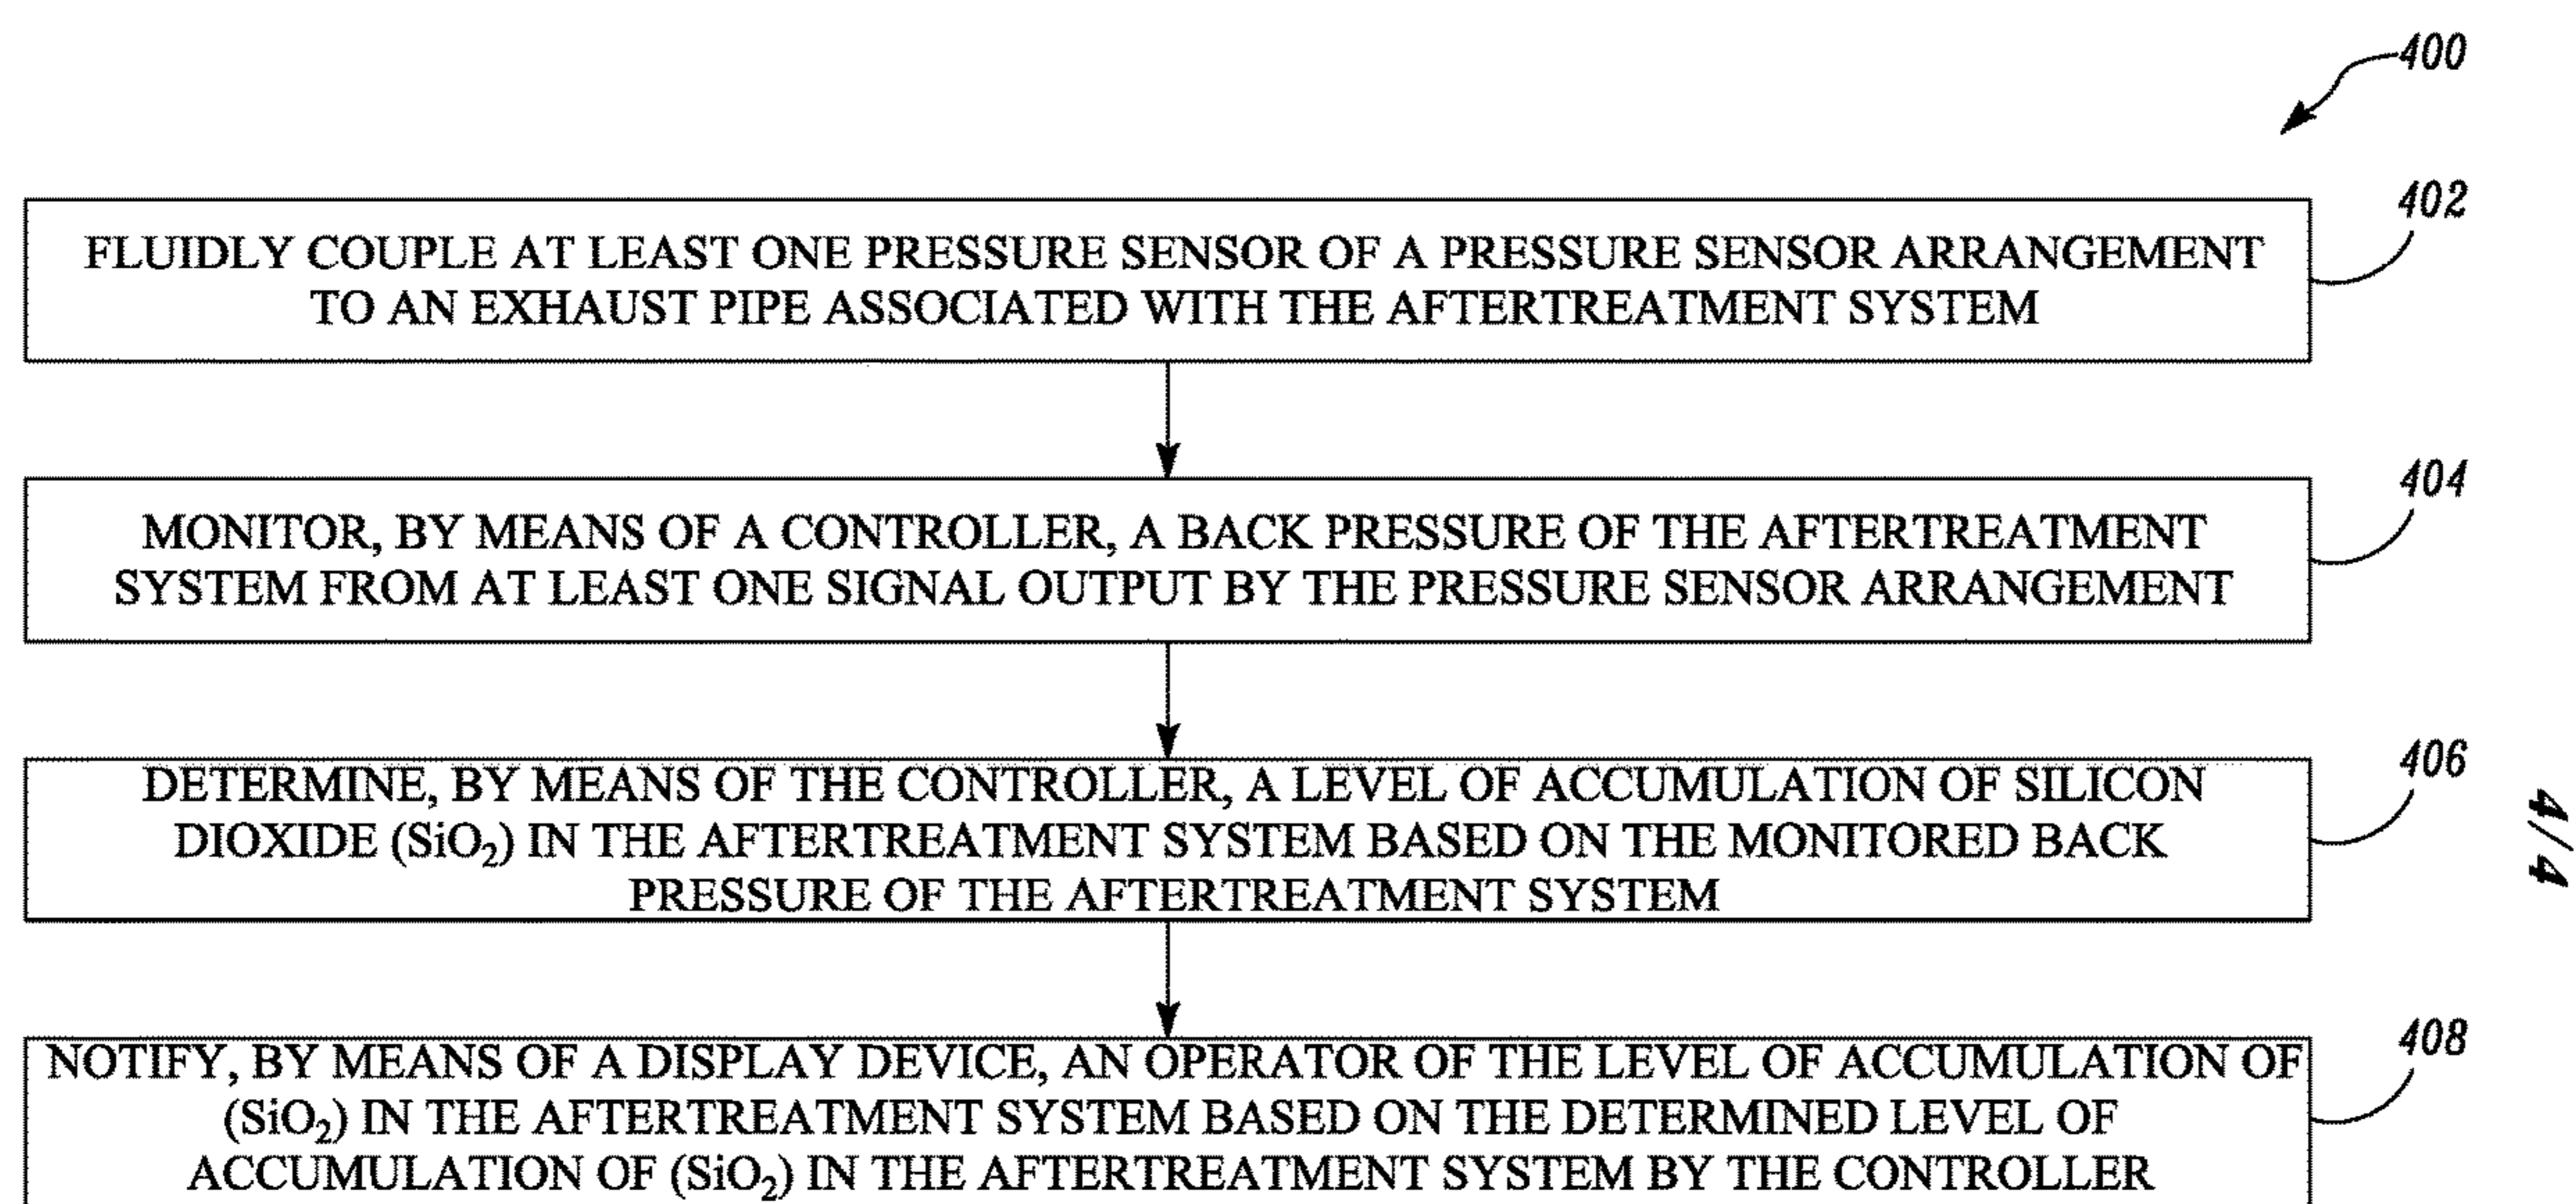 400
402
FLUIDLY COUPLE AT LEAST ONE PRESSURE SENSOR OF A PRESSURE SENSOR ARRANGEMENT
TO AN EXHAUST PIPE ASSOCIATED WITH THE AFTERTREATMENT SYSTEM
404
MONITOR, BY MEANS OF A CONTROLLER, A BACK PRESSURE OF THE AFTERTREATMENT
SYSTEM FROM AT LEAST ONE SIGNAL OUTPUT BY THE PRESSURE SENSOR ARRANGEMENT
406
DETERMINE, BY MEANS OF THE CONTROLLER, A LEVEL OF ACCUMULATION OF SILICON
DIOXIDE (SiO₂) IN THE AFTERTREATMENT SYSTEM BASED ON THE MONITORED BACK
PRESSURE OF THE AFTERTREATMENT SYSTEM
4/4
408
NOTIFY, BY MEANS OF A DISPLAY DEVICE, AN OPERATOR OF THE LEVEL OF ACCUMULATION OF
(SiO₂) IN THE AFTERTREATMENT SYSTEM BASED ON THE DETERMINED LEVEL OF
ACCUMULATION OF (SiO₂) IN THE AFTERTREATMENT SYSTEM BY THE CONTROLLER